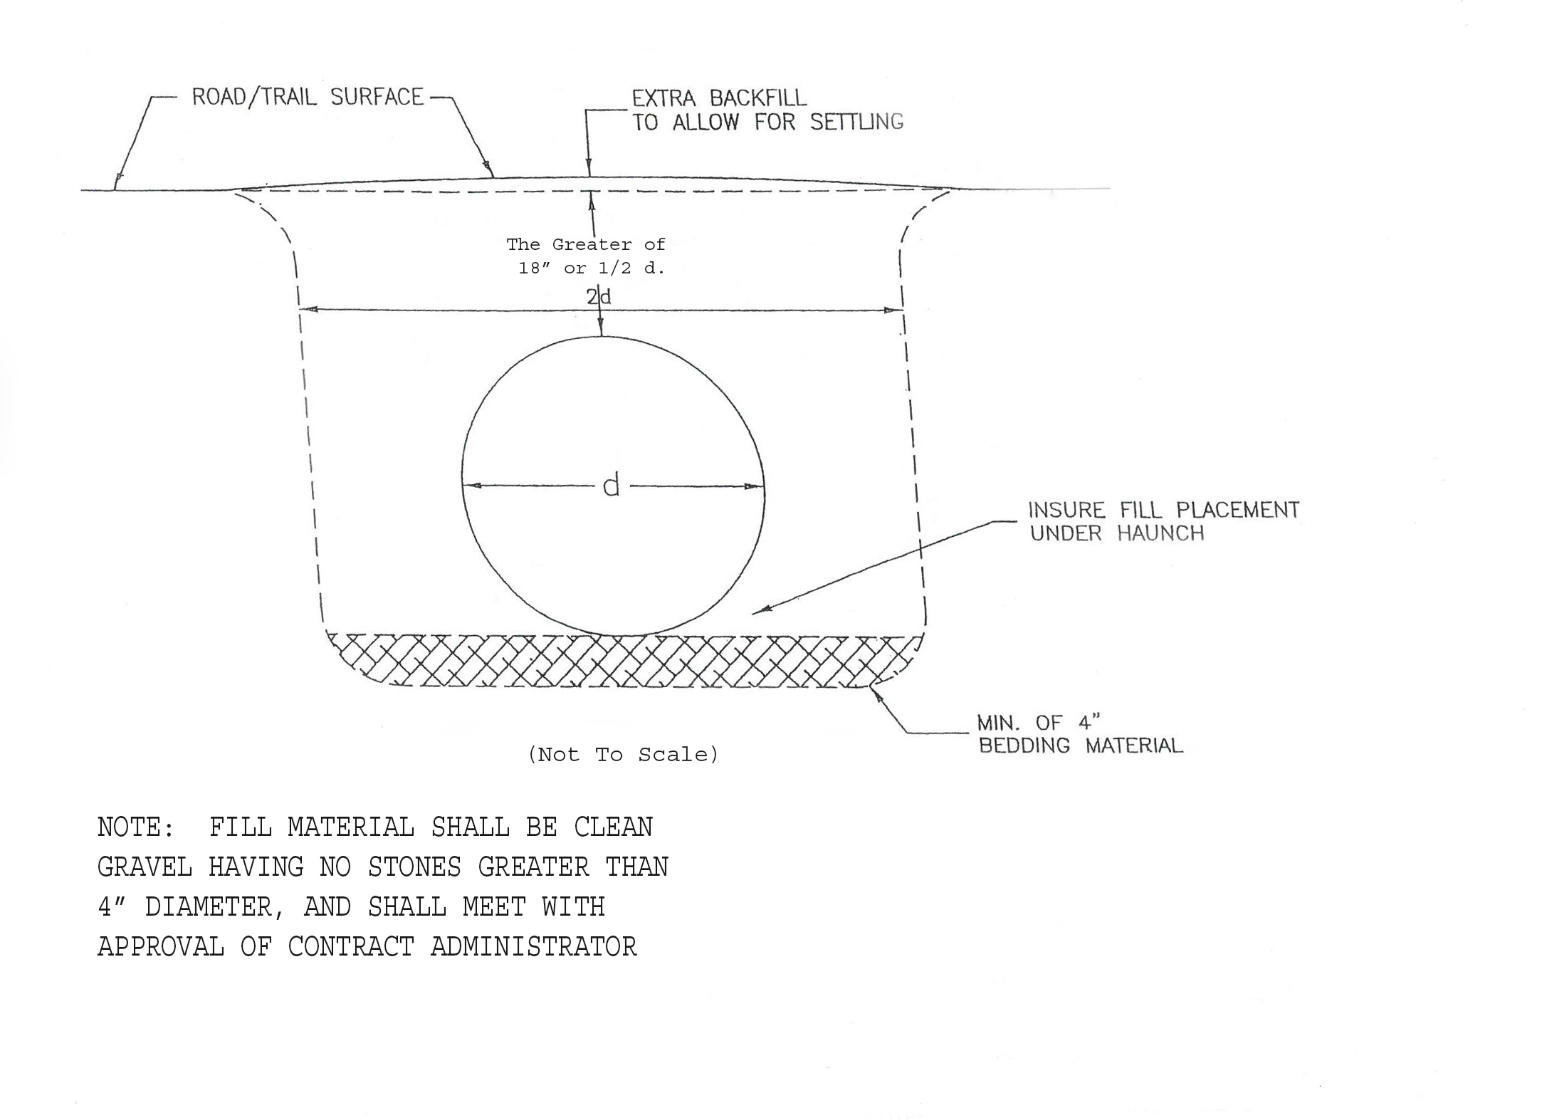 ROAD/TRAIL SURFACE
EXTRA BACKFILL
TO ALLOW FOR SETTLING
The Greater of
18" or 1/2 d.
2d
d
INSURE FILL PLACEMENT
UNDER HAUNCH
MIN. OF 4"
BEDDING MATERIAL
(Not To Scale)
NOTE: FILL MATERIAL SHALL BE CLEAN
GRAVEL HAVING NO STONES GREATER THAN
4" DIAMETER, AND SHALL MEET WITH
APPROVAL OF CONTRACT ADMINISTRATOR